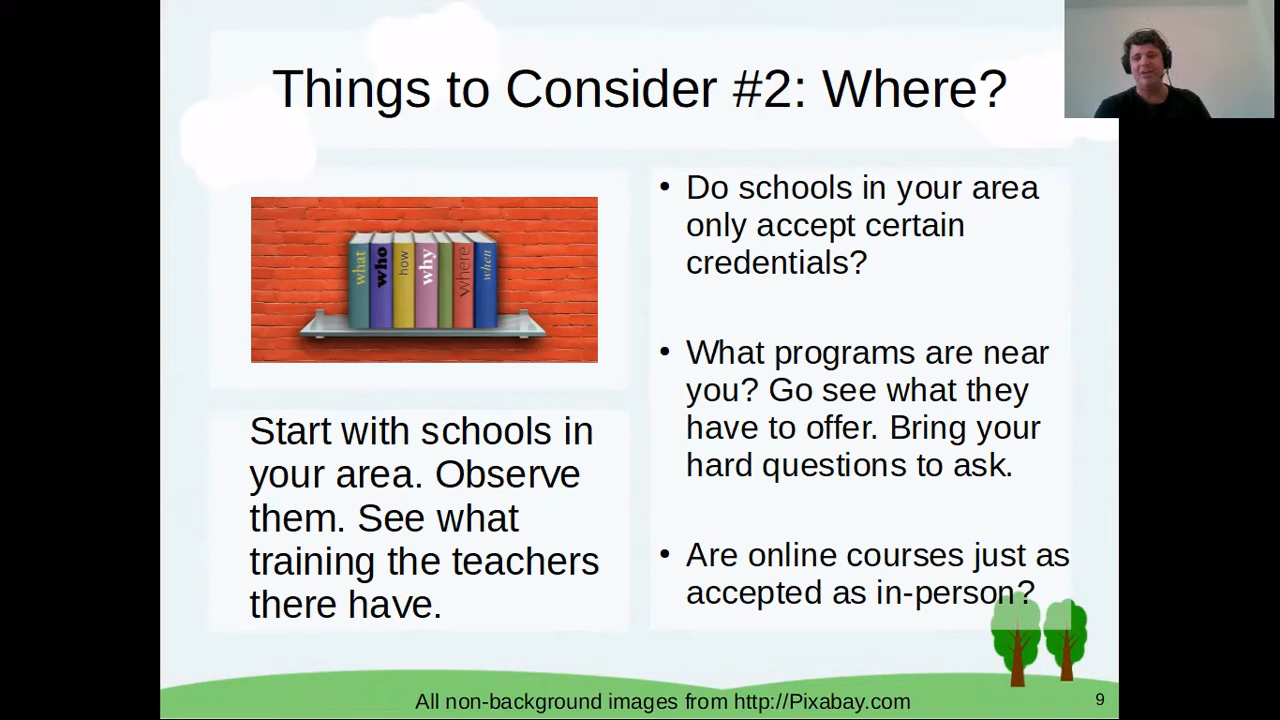 Things to Consider #2: Where?
what
who
how
why
Where
when
Start with schools in
your area. Observe
them. See what
training the teachers
there have.
• Do schools in your area
only accept certain
credentials?
• What programs are near
you? Go see what they
have to offer. Bring your
hard questions to ask.
• Are online courses just as
accepted as in-person?
All non-background images from http://Pixabay.com
9